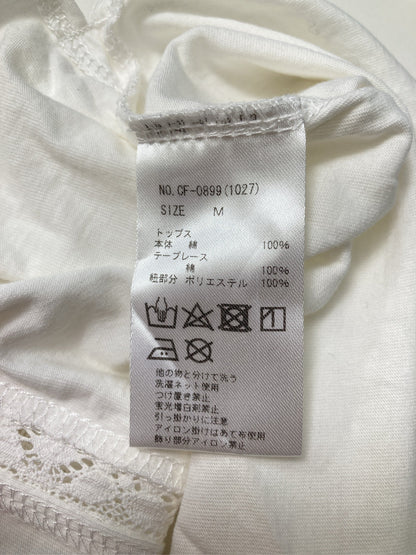 NO.CF-0899(1027)
SIZE M
トップス
本体 綿 100%
テープレース
綿 100%
紐部分 ポリエステル 100%
他の物と分けて洗う
洗濯ネット使用
つけ置き禁止
蛍光増白剤禁止
引っ掛かりに注意
アイロン掛けはあて布使用
飾り部分アイロン禁止